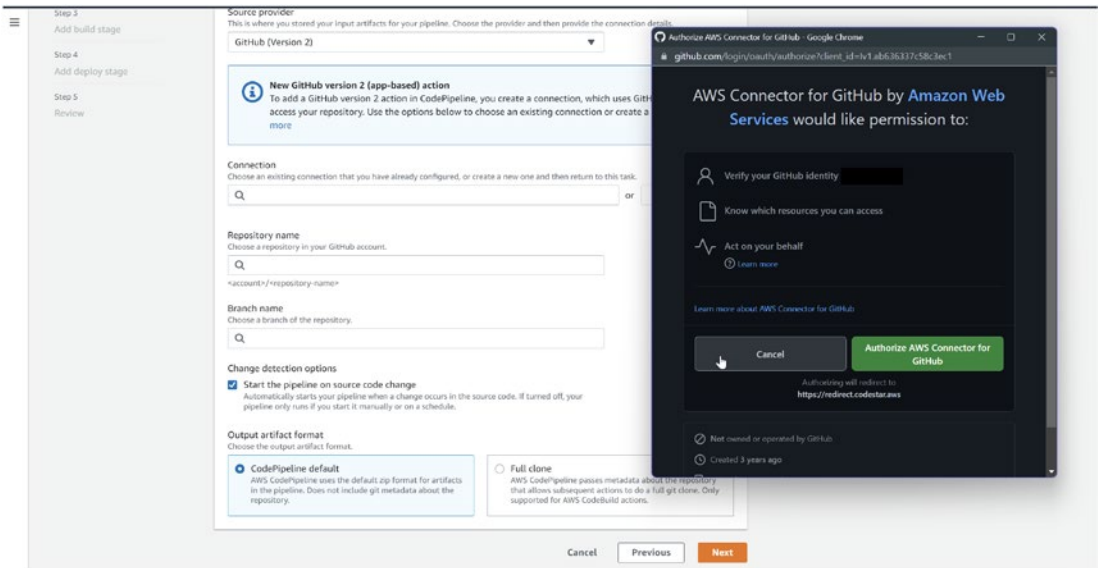 Step 3
Add build stage
Step 4
Add deploy stage
Step 5
Review
Source provider
This is where you stored your input artifacts for your pipeline. Choose the provider and then provide the connection details.
GitHub (Version 2)
New GitHub version 2 (app-based) action
To add a GitHub version 2 action in CodePipeline, you create a connection, which uses GitH
access your repository. Use the options below to choose an existing connection or create a
more
Connection
Choose an existing connection that you have already configured, or create a new one and then return to this task.
or
Repository name
Choose a repository in your GitHub account.
<account>/<repository-name>
Branch name
Choose a branch of the repository.
Change detection options
Start the pipeline on source code change
Automatically starts your pipeline when a change occurs in the source code. If turned off, your
pipeline only runs if you start it manually or on a schedule.
Output artifact format
Choose the output artifact format.
CodePipeline default
AWS CodePipeline uses the default zip format for artifacts
in the pipeline. Does not include git metadata about the
repository.
Full clone
AWS CodePipeline passes metadata about the repository
that allows subsequent actions to do a full git clone. Only
supported for AWS CodeBuild actions.
Cancel
Previous
Next
Authorize AWS Connector for GitHub - Google Chrome
github.com/login/oauth/authorize?client_id=Iv1.ab636337c58c3ec1
AWS Connector for GitHub by Amazon Web
Services would like permission to:
Verify your GitHub identity
Know which resources you can access
Act on your behalf
Learn more
Learn more about AWS Connector for GitHub
Cancel
Authorize AWS Connector for
GitHub
Authorizing will redirect to
https://redirect.codestar.aws
Not owned or operated by GitHub
Created 3 years ago